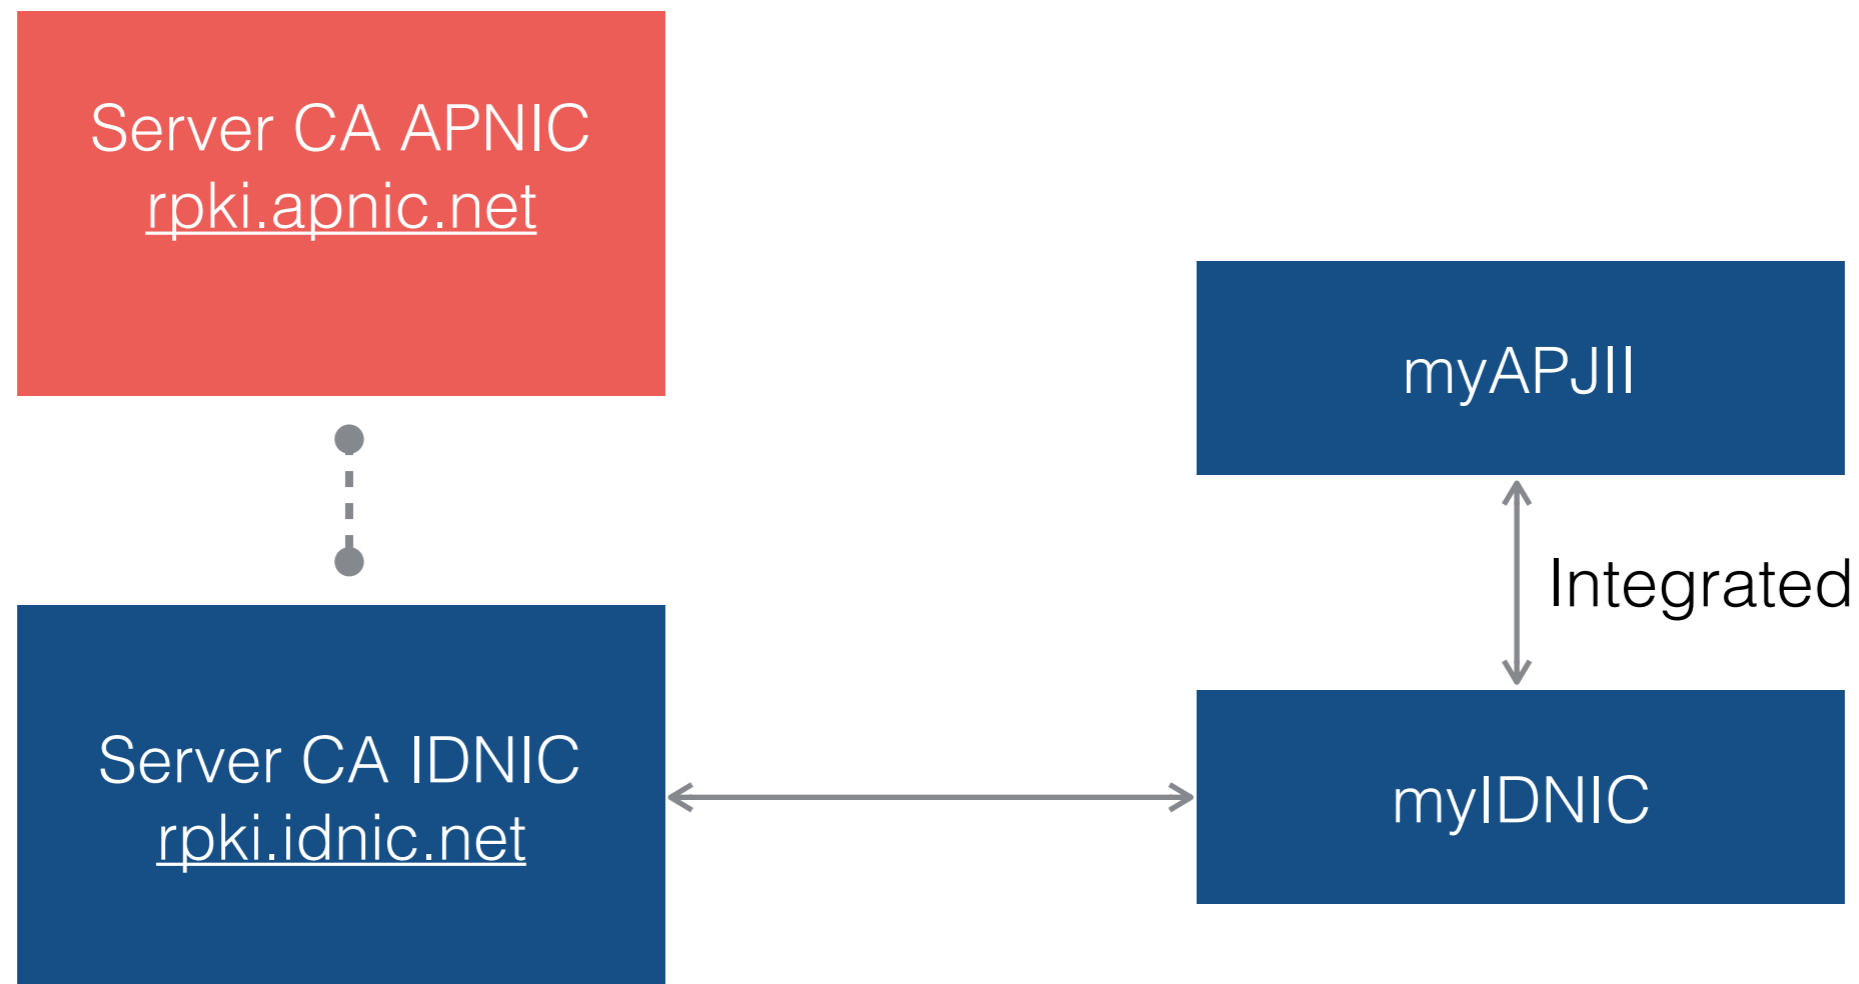 Server CA APNIC
rpki.apnic.net
myAPJII
Integrated
Server CA IDNIC
rpki.idnic.net
myIDNIC